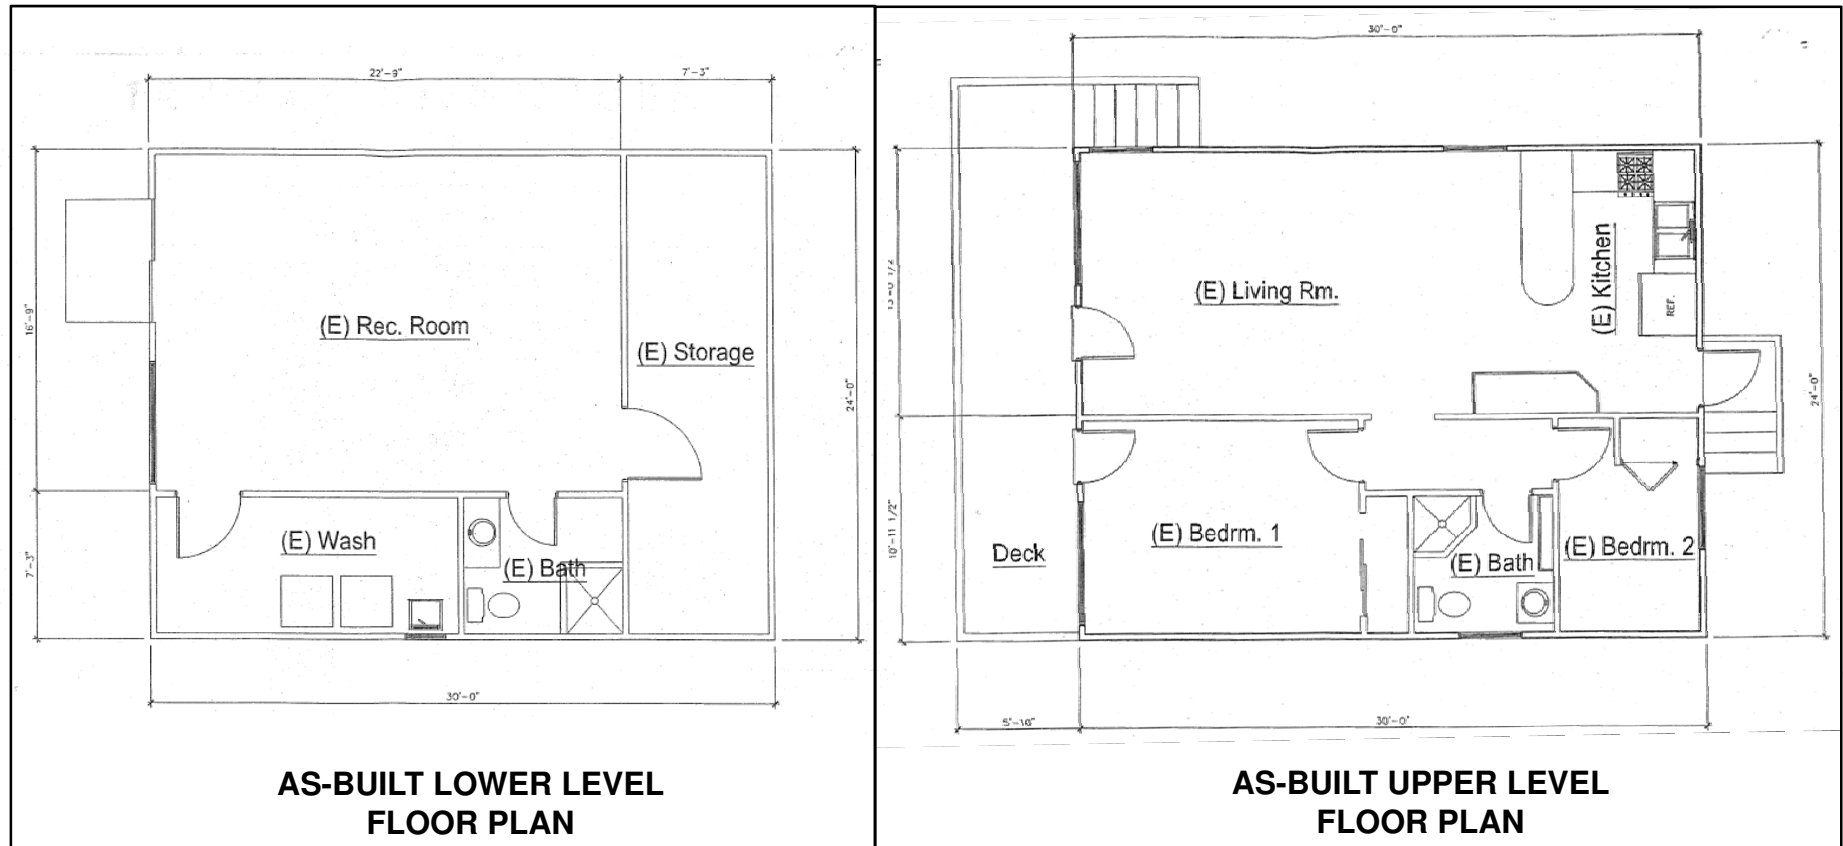 22'-9"
7'-3"
16'-9"
(E) Rec. Room
(E) Storage
24'-0"
7'-3"
(E) Wash
(E) Bath
30'-0"
AS-BUILT LOWER LEVEL
FLOOR PLAN
30'-0"
(E) Living Rm.
(E) Kitchen
REF.
24'-0"
10'-11 1/2"
Deck
(E) Bedrm. 1
(E) Bath
(E) Bedrm. 2
5'-10"
30'-0"
AS-BUILT UPPER LEVEL
FLOOR PLAN